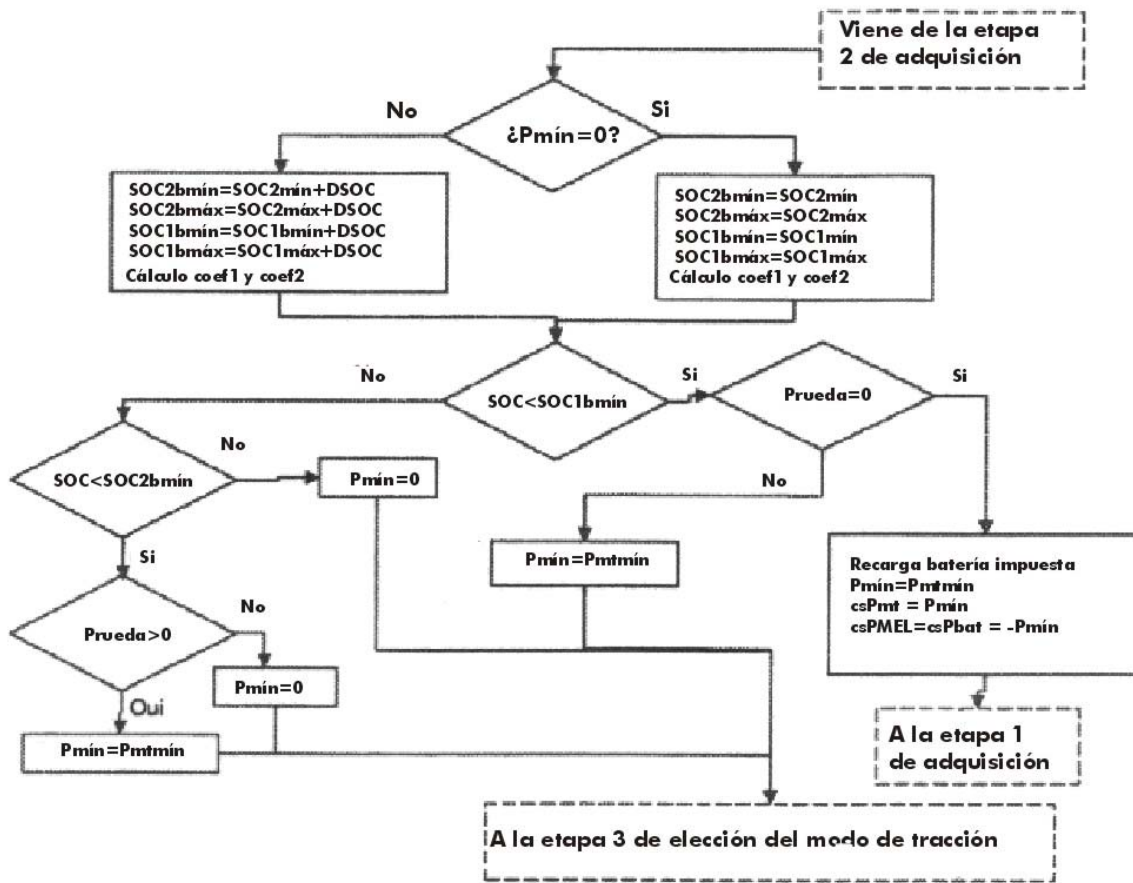 Viene de la etapa
2 de adquisición
No
Si
¿Pmín=0?
SOC2bmín=SOC2mín+DSOC
SOC2bmáx=SOC2máx+DSOC
SOC1bmín=SOC1bmín+DSOC
SOC1bmáx=SOC1máx+DSOC
Cálculo coef1 y coef2
SOC2bmín=SOC2mín
SOC2bmáx=SOC2máx
SOC1bmín=SOC1mín
SOC1bmáx=SOC1máx
Cálculo coef1 y coef2
No
SOC<SOC1bmín
Si
Prueba=0
Si
SOC<SOC2bmín
No
Pmín=0
No
Pmín=Pmtmín
Si
Recarga batería impuesta
Pmín=Pmtmín
csPmt = Pmín
csPMEL=csPbat = -Pmín
Prueba>0
No
Pmín=0
Oui
Pmín=Pmtmín
A la etapa 1
de adquisición
A la etapa 3 de elección del modo de tracción